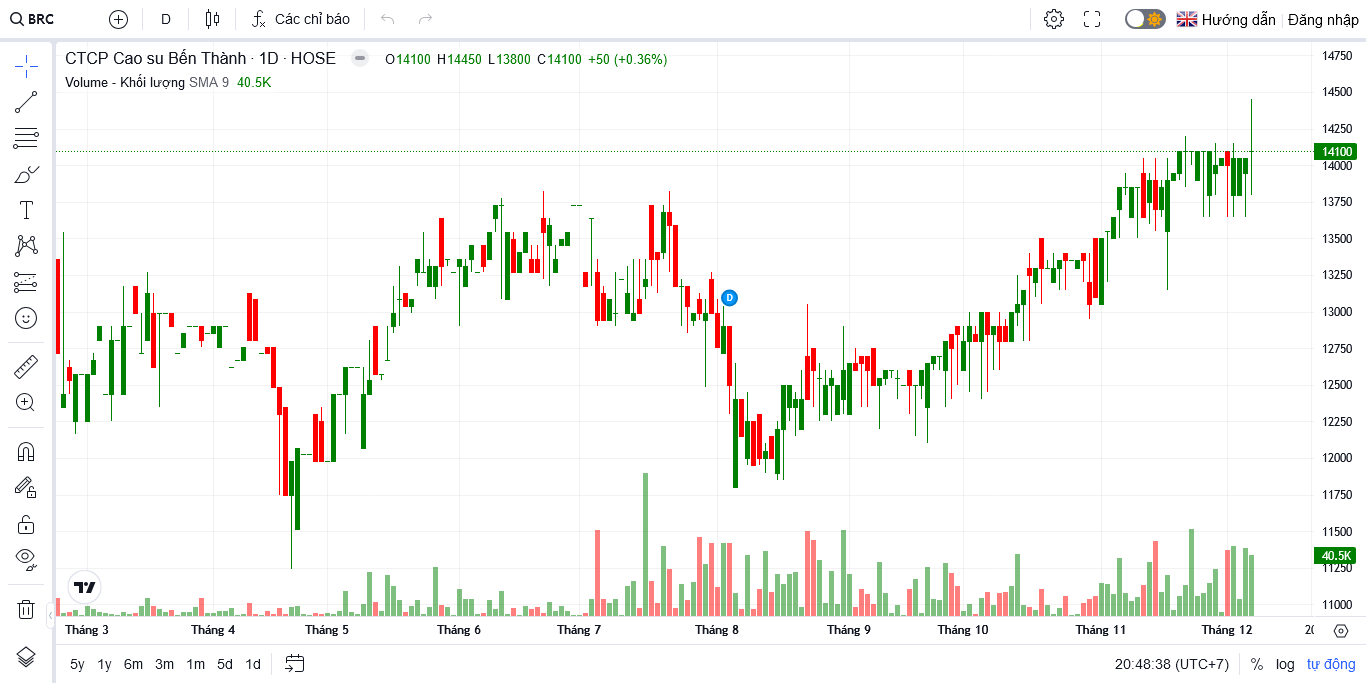 BRC D Các chỉ báo Hướng dẫn Đăng nhập
CTCP Cao su Bến Thành · 1D · HOSE O14100 H14450 L13800 C14100 +50 (+0.36%)
Volume - Khối lượng SMA 9 40.5K
14750
14500
14250
14100
14000
13750
13500
13250
13000
12750
12500
12250
12000
11750
11500
40.5K
11250
11000
D
Tháng 3 Tháng 4 Tháng 5 Tháng 6 Tháng 7 Tháng 8 Tháng 9 Tháng 10 Tháng 11 Tháng 12
5y 1y 6m 3m 1m 5d 1d 20:48:38 (UTC+7) % log tự động